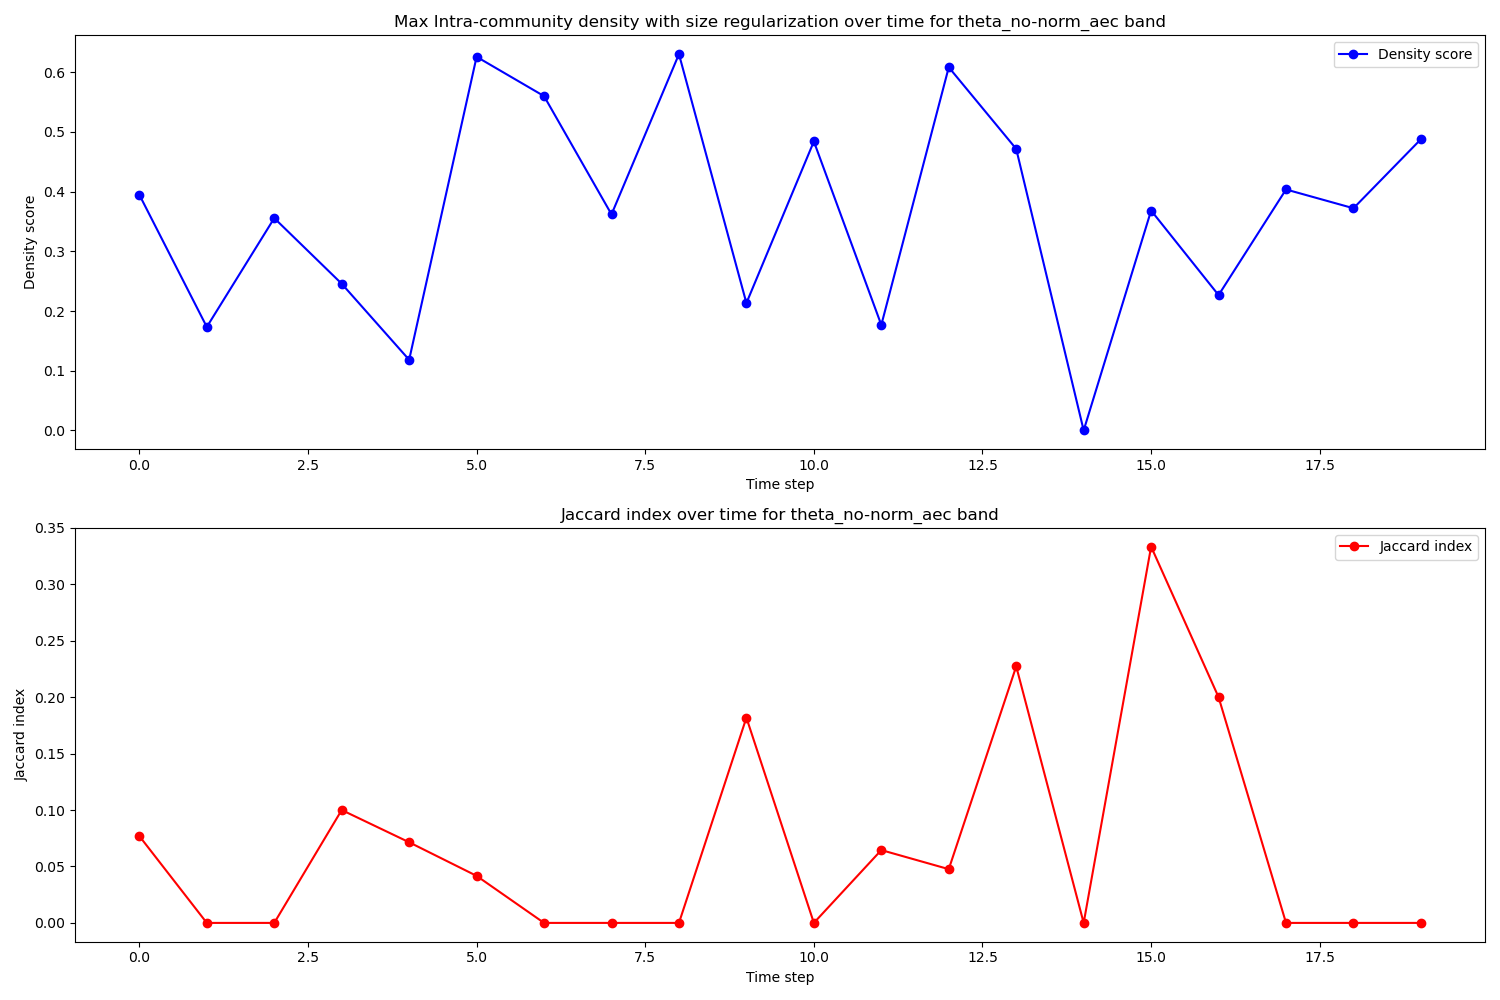 Max Intra-community density with size regularization over time for theta_no-norm_aec band
Density score
0.6
0.5
0.4
0.3
0.2
0.1
0.0
Density score
0.0 2.5 5.0 7.5 10.0 12.5 15.0 17.5
Time step
Jaccard index over time for theta_no-norm_aec band
Jaccard index
0.35
0.30
0.25
0.20
0.15
0.10
0.05
0.00
Jaccard index
0.0 2.5 5.0 7.5 10.0 12.5 15.0 17.5
Time step